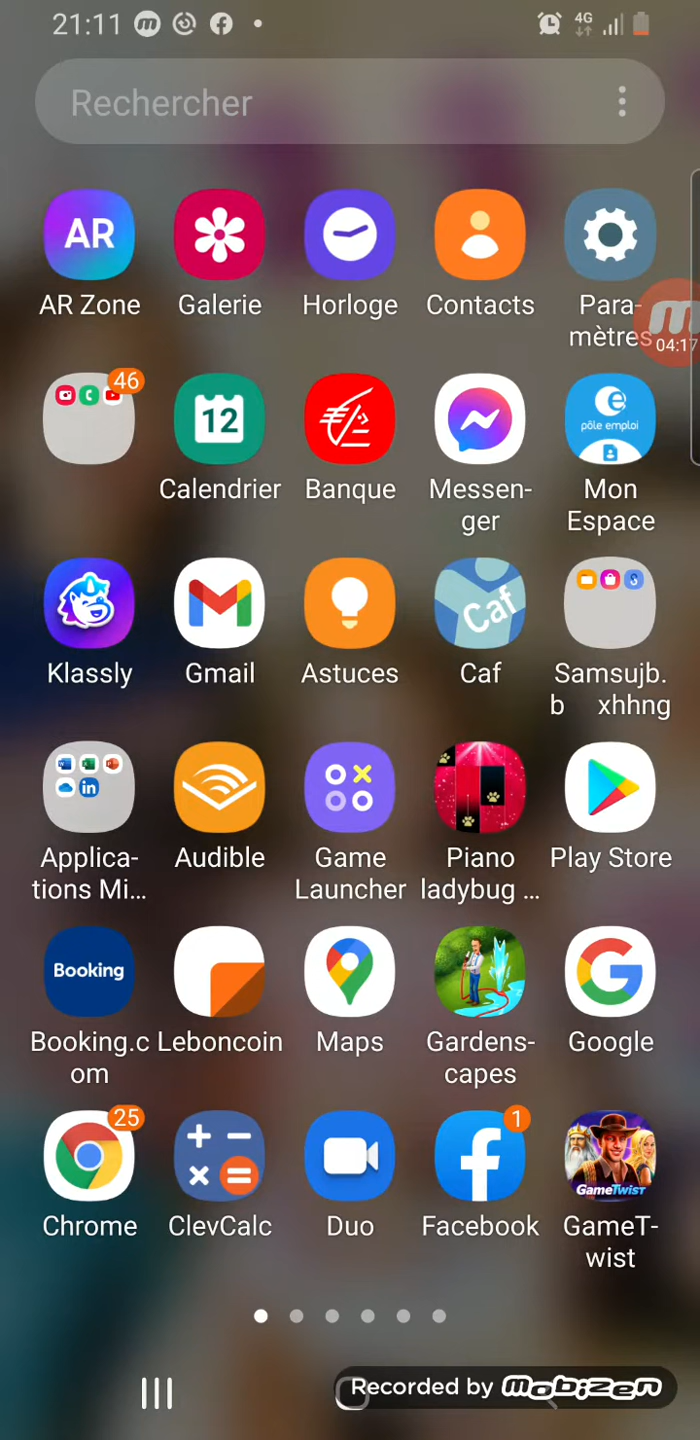 21:11
4G
Rechercher
AR
AR Zone
Galerie
Horloge
Contacts
Para-
mètres
m
04:17
46
12
pôle emploi
Calendrier
Banque
Messen-
ger
Mon
Espace
Caf
Klassly
Gmail
Astuces
Caf
Samsujb.
b xhhng
Applica-
tions Mi...
Audible
Game
Launcher
Piano
ladybug ...
Play Store
Booking
Booking.c
om
Leboncoin
Maps
Gardens-
capes
Google
25
1
GameTwist
Chrome
ClevCalc
Duo
Facebook
GameT-
wist
Recorded by mobizen